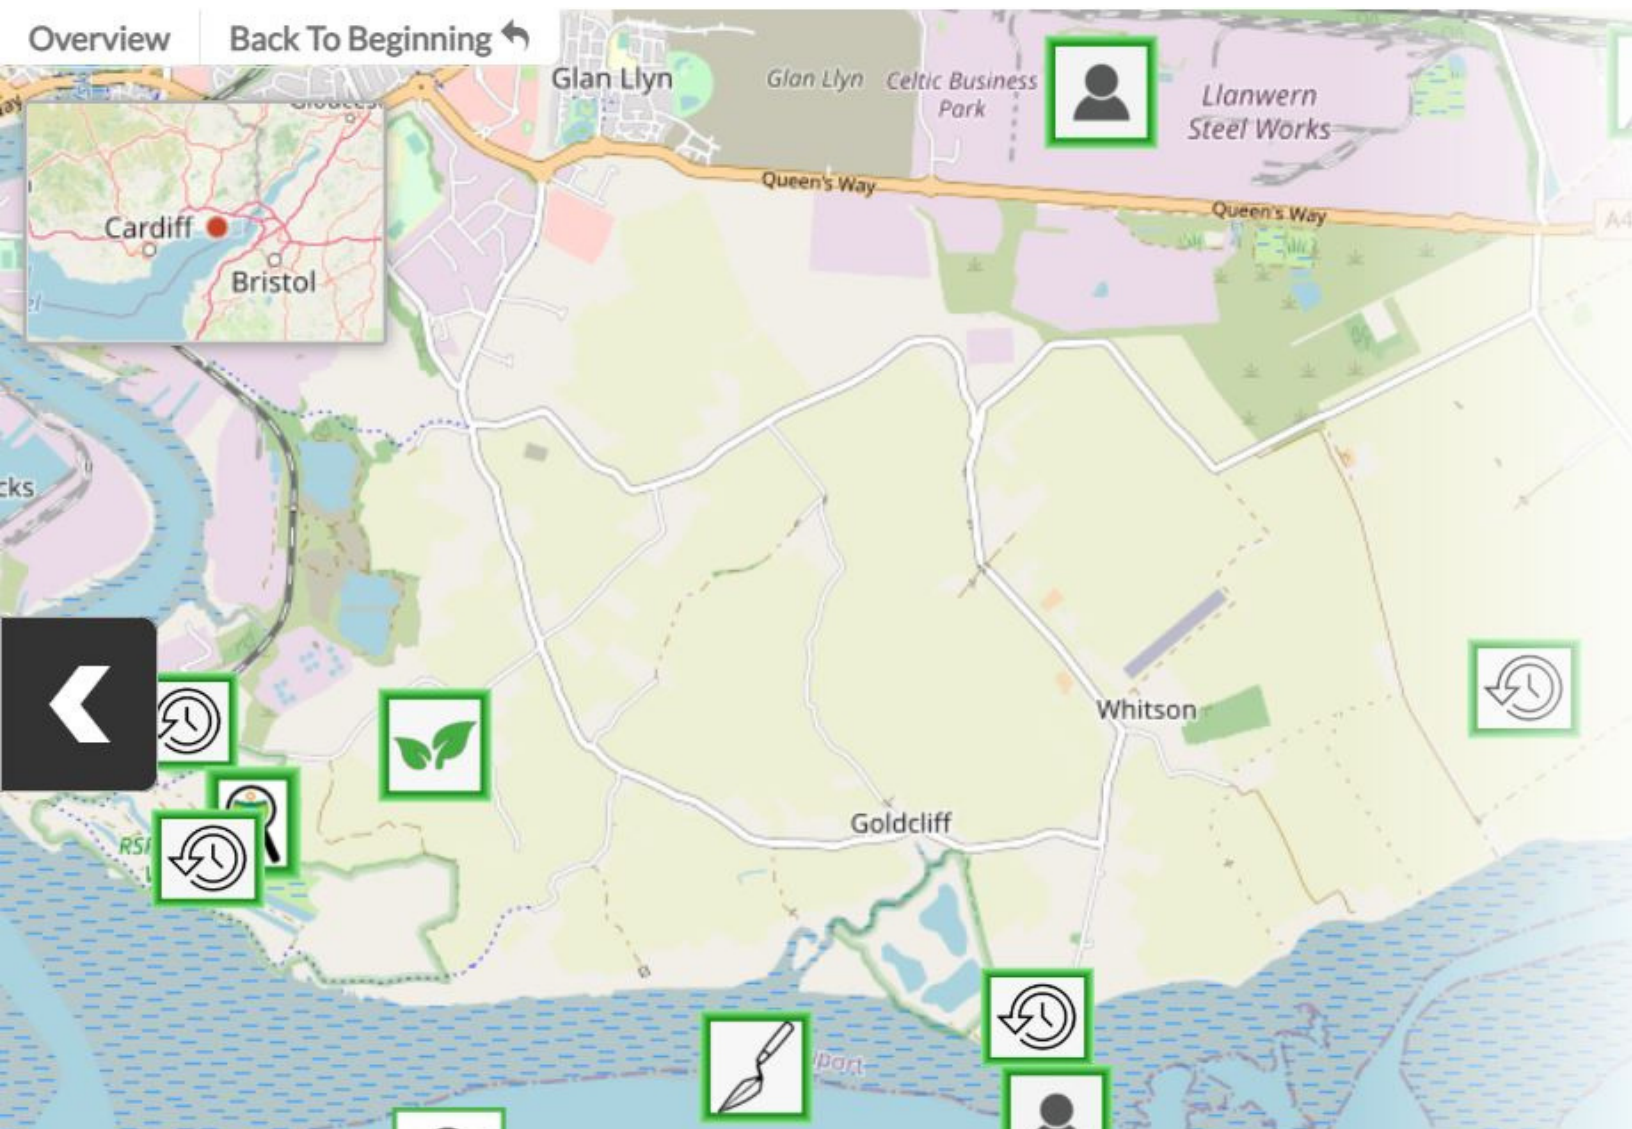 Overview
Back To Beginning
Glan Llyn
Glan Llyn
Celtic Business
Park
Llanwern
Steel Works
Queen's Way
Queen's Way
A4
Cardiff
Bristol
Whitson
Goldcliff